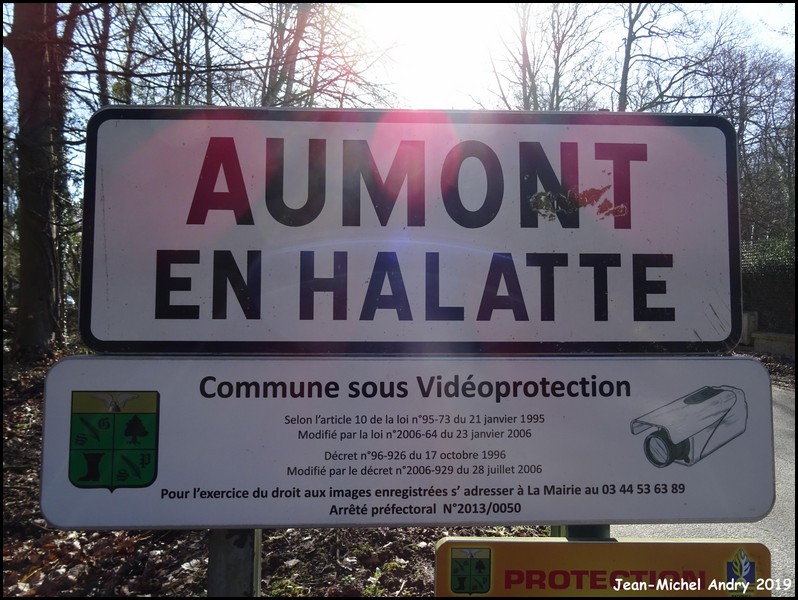 AUMONT
EN HALATTE
Commune sous Vidéoprotection
Selon l'article 10 de la loi n°95-73 du 21 janvier 1995
Modifié par la loi n°2006-64 du 23 janvier 2006
Décret n°96-926 du 17 octobre 1996
Modifié par le décret n°2006-929 du 28 juillet 2006
Pour l'exercice du droit aux images enregistrées s' adresser à La Mairie au 03 44 53 63 89
Arrêté préfectoral N°2013/0050
S G
S P
PROTECTION
Jean-Michel Andry 2019